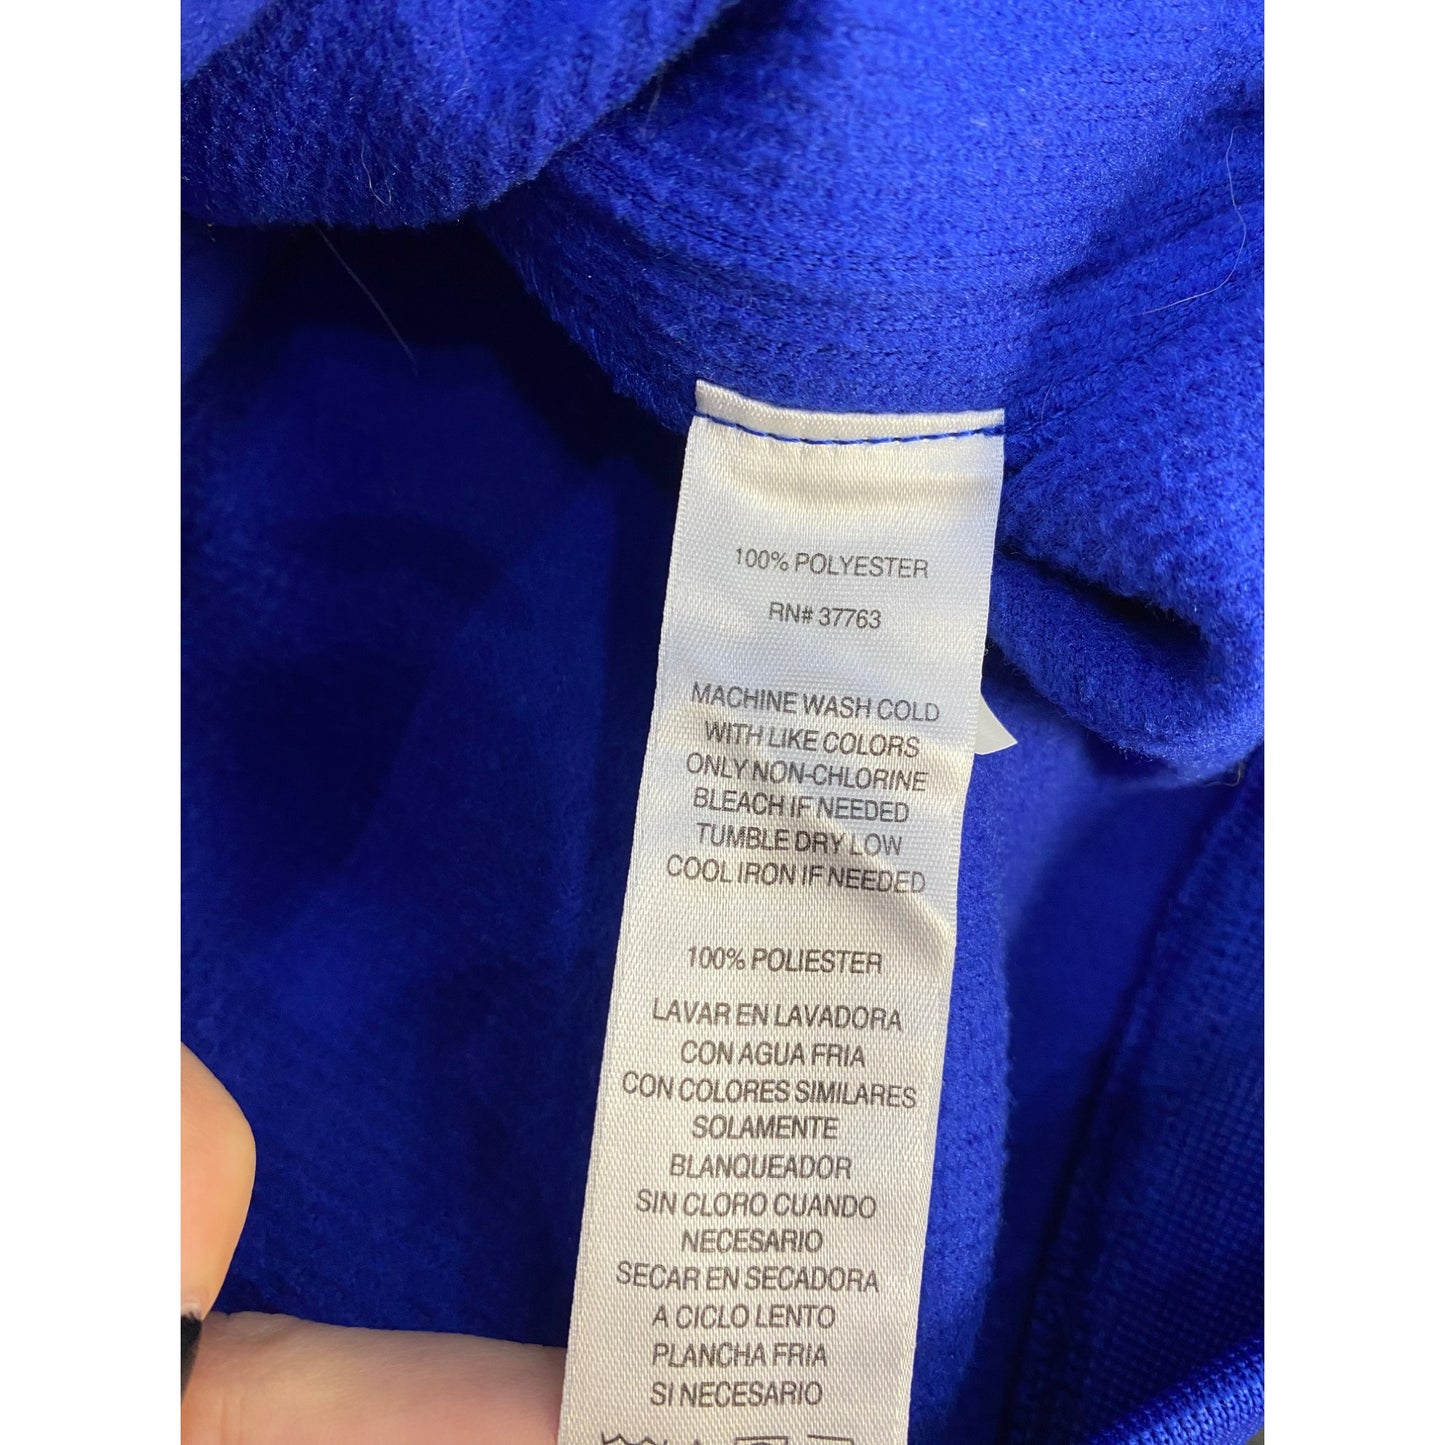 100% POLYESTER
RN# 37763
MACHINE WASH COLD
WITH LIKE COLORS
ONLY NON-CHLORINE
BLEACH IF NEEDED
TUMBLE DRY LOW
COOL IRON IF NEEDED
100% POLIESTER
LAVAR EN LAVADORA
CON AGUA FRIA
CON COLORES SIMILARES
SOLAMENTE
BLANQUEADOR
SIN CLORO CUANDO
NECESARIO
SECAR EN SECADORA
A CICLO LENTO
PLANCHA FRIA
SI NECESARIO